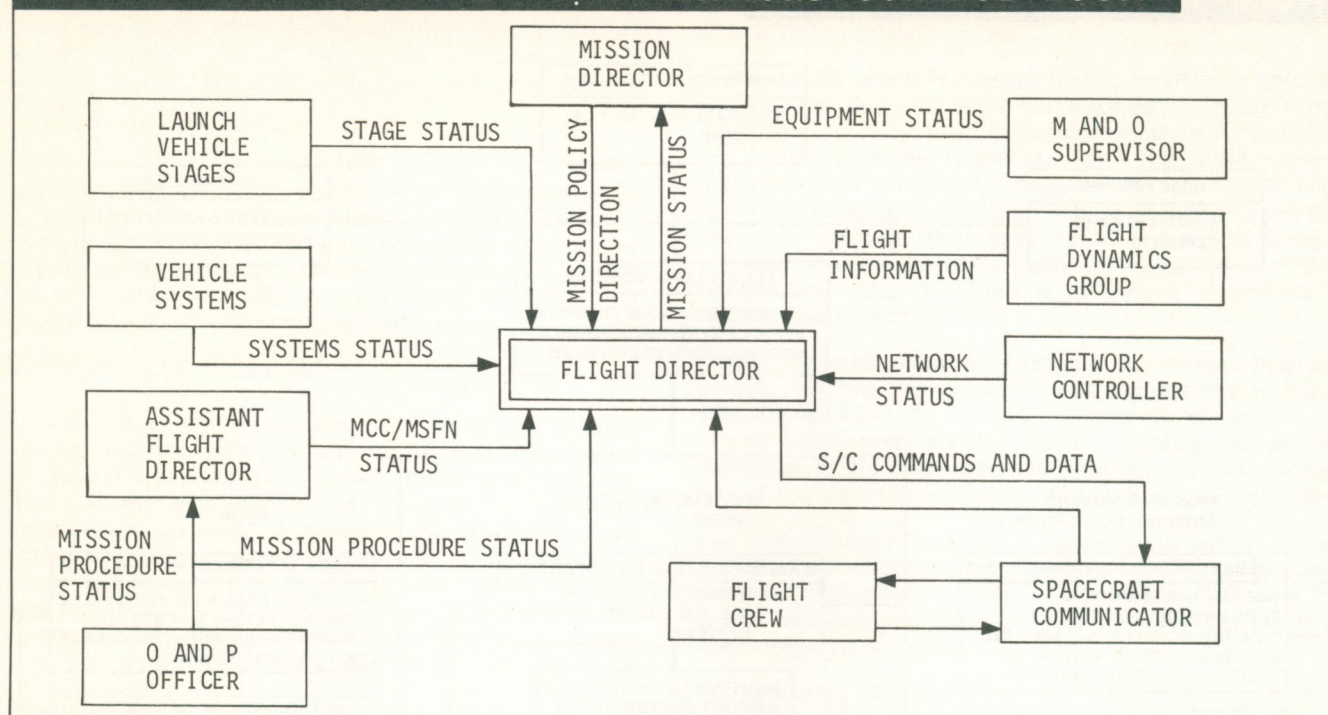 MISSION
DIRECTOR
LAUNCH
VEHICLE
STAGES
STAGE STATUS
MISSION POLICY
DIRECTION
MISSION STATUS
EQUIPMENT STATUS
M AND O
SUPERVISOR
VEHICLE
SYSTEMS
FLIGHT
INFORMATION
FLIGHT
DYNAMICS
GROUP
SYSTEMS STATUS
FLIGHT DIRECTOR
NETWORK
STATUS
NETWORK
CONTROLLER
ASSISTANT
FLIGHT
DIRECTOR
MCC/MSFN
STATUS
S/C COMMANDS AND DATA
MISSION
PROCEDURE
STATUS
MISSION PROCEDURE STATUS
FLIGHT
CREW
SPACECRAFT
COMMUNICATOR
O AND P
OFFICER